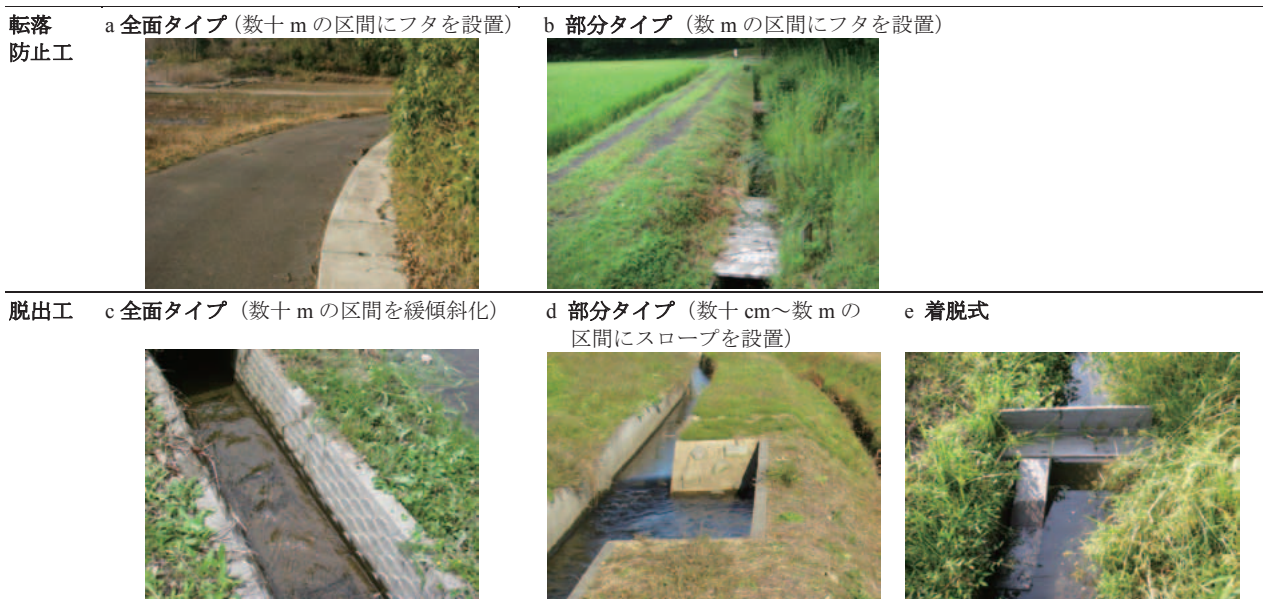 転落
防止工
a 全面タイプ（数十 m の区間にフタを設置）
b 部分タイプ（数 m の区間にフタを設置）
脱出工
c 全面タイプ（数十 m の区間を緩傾斜化）
d 部分タイプ（数十 cm〜数 m の
区間にスロープを設置）
e 着脱式